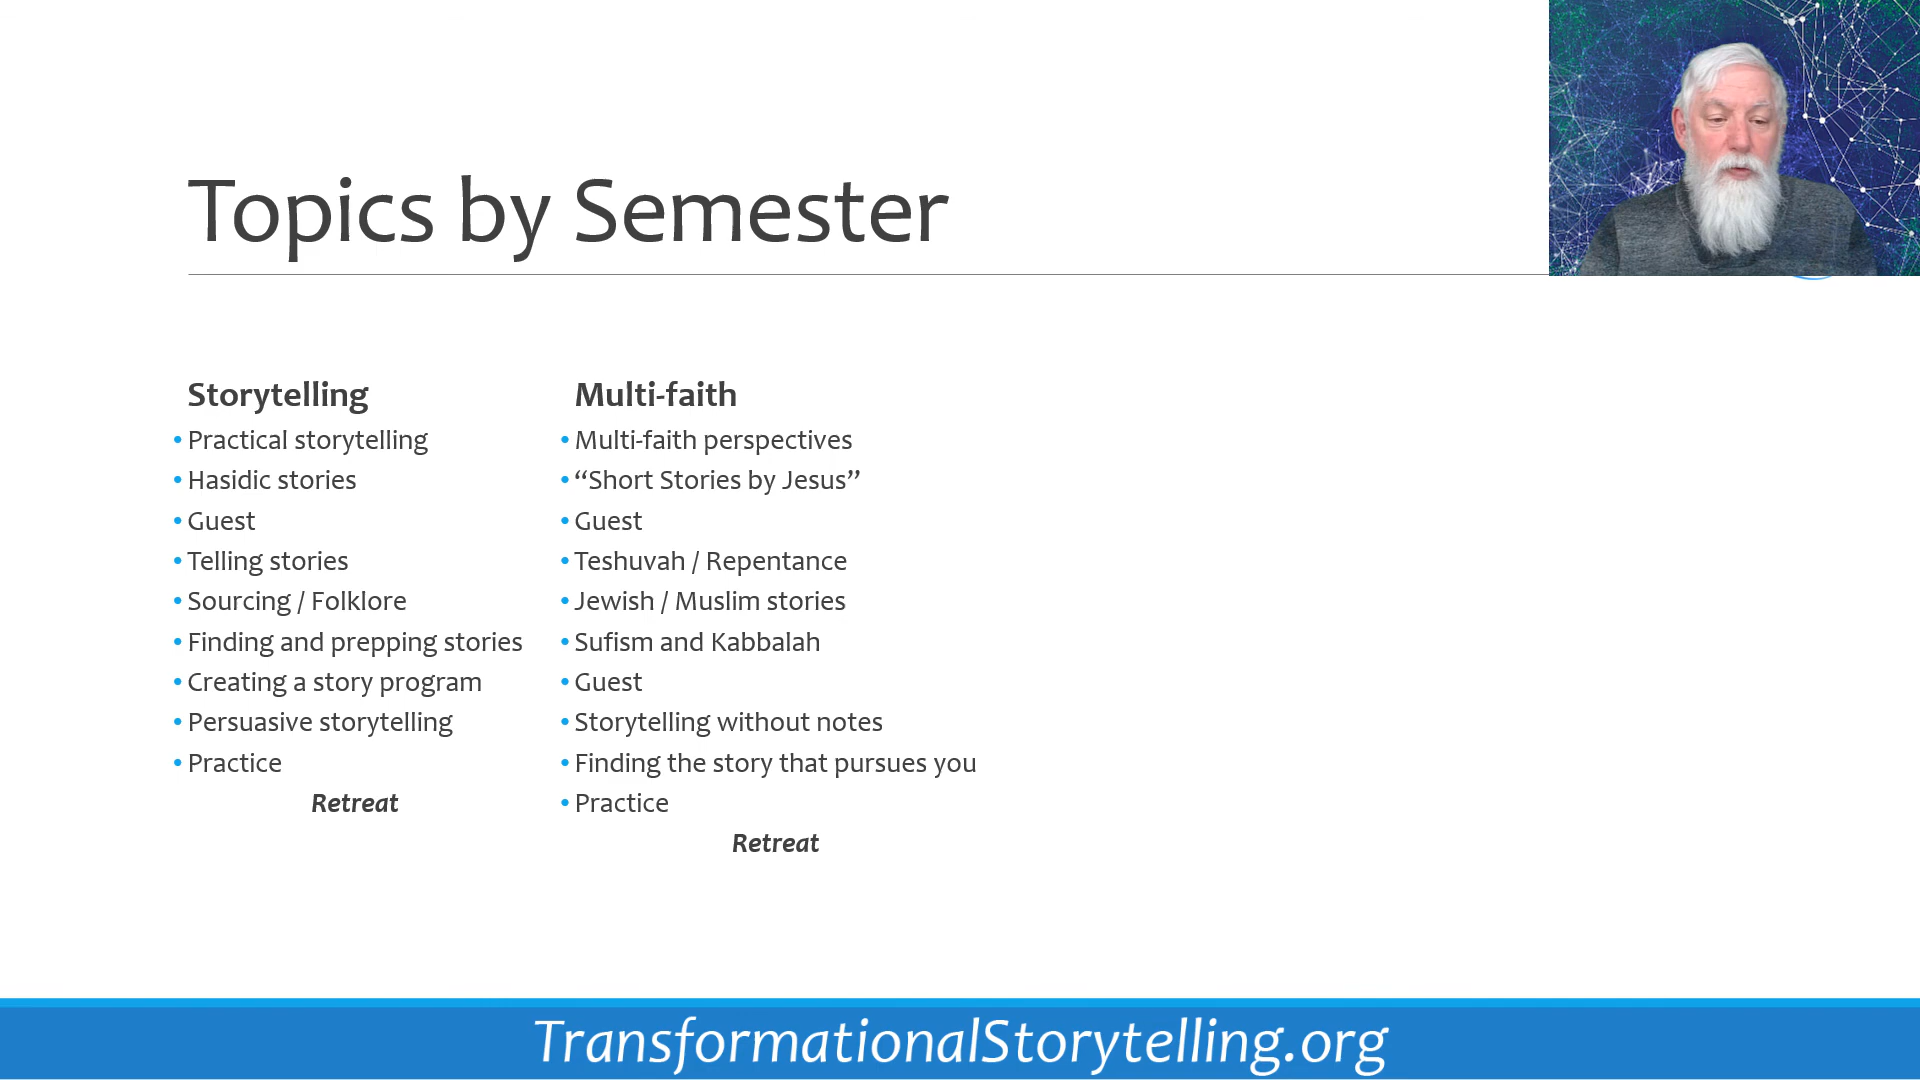 Topics by Semester
Storytelling
• Practical storytelling
• Hasidic stories
• Guest
• Telling stories
• Sourcing / Folklore
• Finding and prepping stories
• Creating a story program
• Persuasive storytelling
• Practice
Retreat
Multi-faith
• Multi-faith perspectives
• “Short Stories by Jesus”
• Guest
• Teshuvah / Repentance
• Jewish / Muslim stories
• Sufism and Kabbalah
• Guest
• Storytelling without notes
• Finding the story that pursues you
• Practice
Retreat
TransformationalStorytelling.org